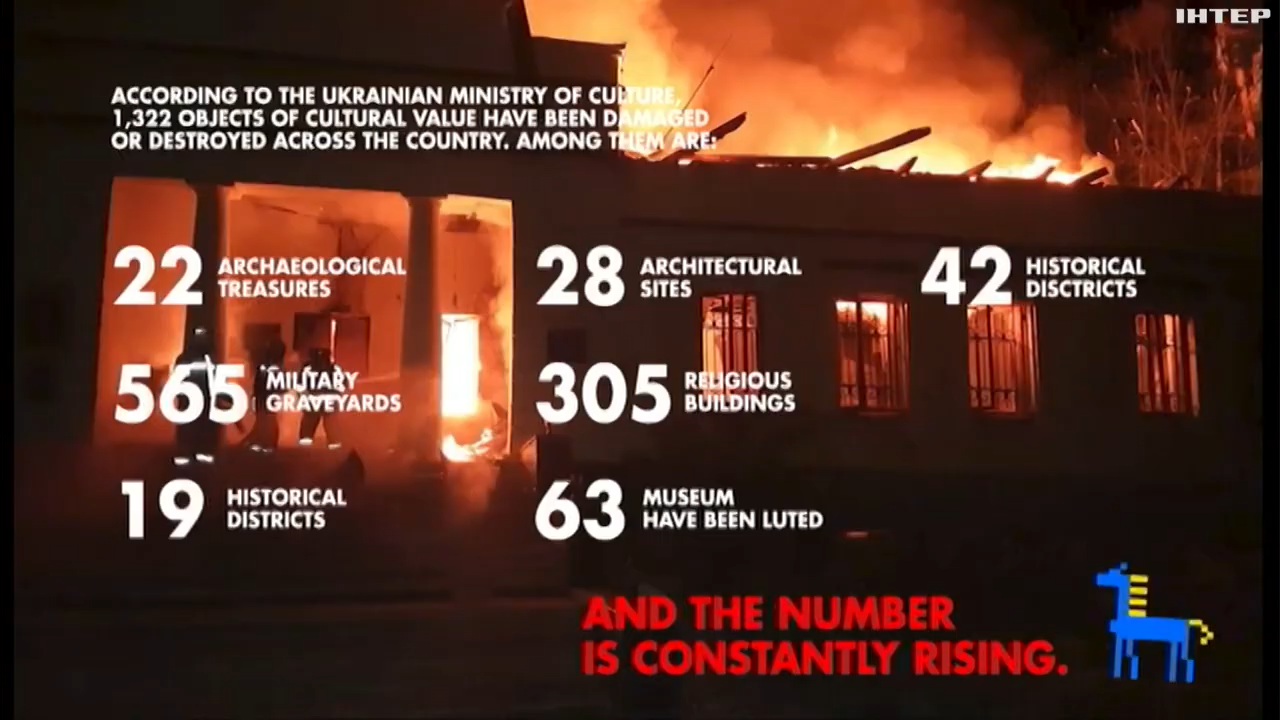 ІНТЕР
ACCORDING TO THE UKRAINIAN MINISTRY OF CULTURE,
1,322 OBJECTS OF CULTURAL VALUE HAVE BEEN DAMAGED
OR DESTROYED ACROSS THE COUNTRY. AMONG THEM ARE:
22 ARCHAEOLOGICAL
TREASURES
28 ARCHITECTURAL
SITES
42 HISTORICAL
DISCTRICTS
565 MILITARY
GRAVEYARDS
305 RELIGIOUS
BUILDINGS
19 HISTORICAL
DISTRICTS
63 MUSEUM
HAVE BEEN LUTED
AND THE NUMBER
IS CONSTANTLY RISING.